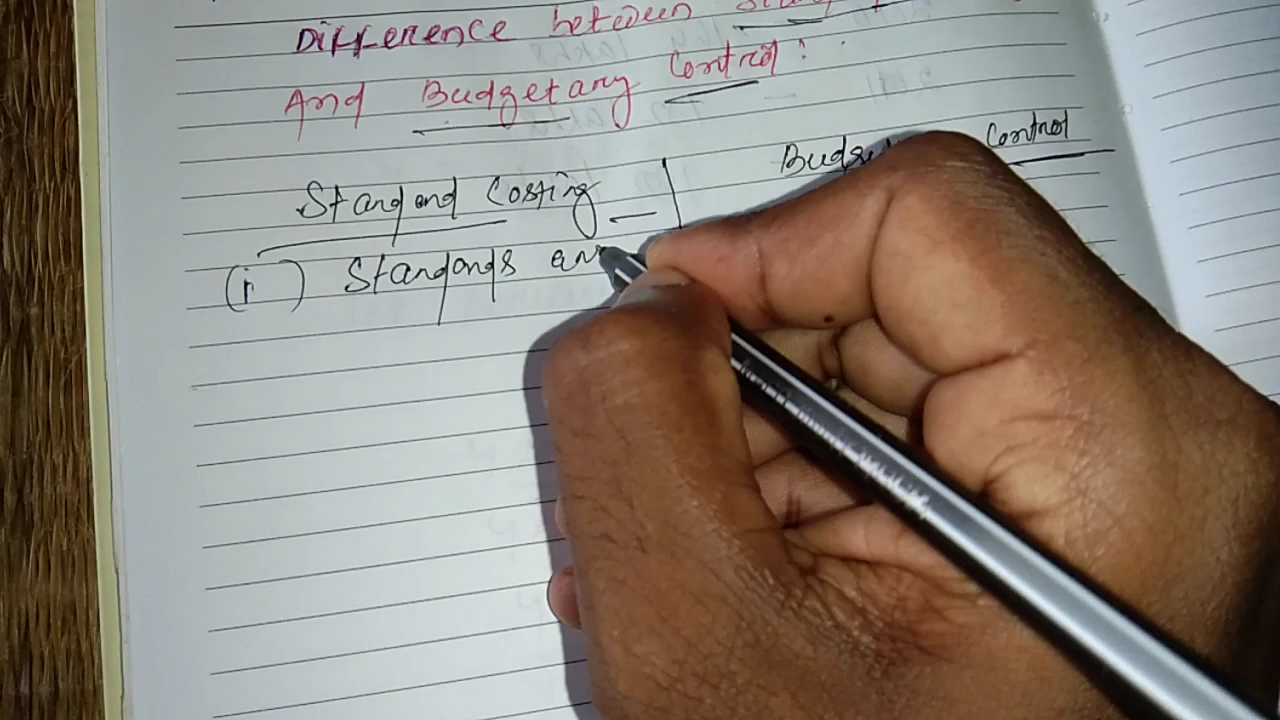 Difference between
And Budgetary Control:
Standard Costing — Control
(i) Standards are